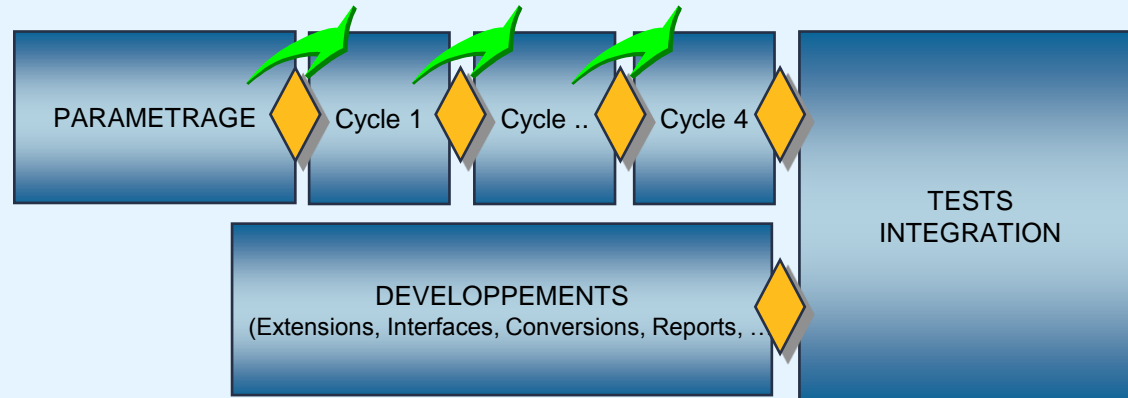 PARAMETRAGE
Cycle 1
Cycle ..
Cycle 4
TESTS
INTEGRATION
DEVELOPPEMENTS
(Extensions, Interfaces, Conversions, Reports, ..